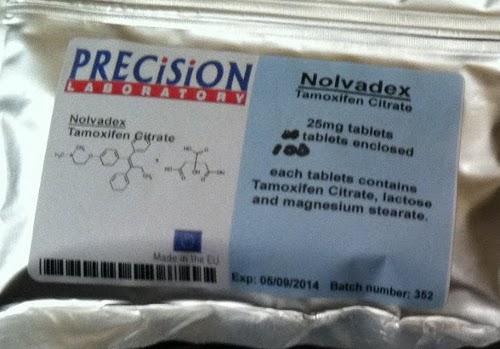 PRECiSiON
LABORATORY
Nolvadex
Tamoxifen Citrate
Made in the EU
Nolvadex
Tamoxifen Citrate
25mg tablets
tablets enclosed
100
each tablets contains
Tamoxifen Citrate, lactose
and magnesium stearate.
Exp: 05/09/2014 Batch number: 352